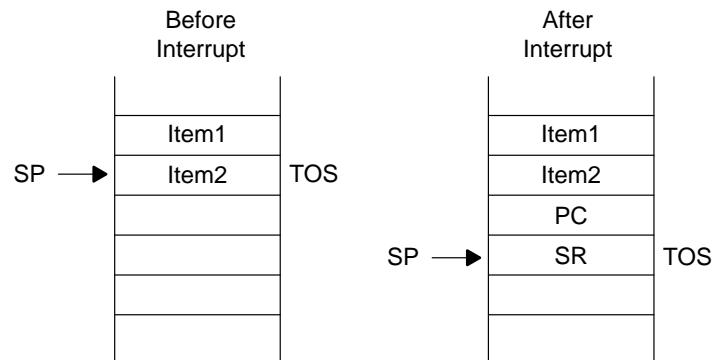 Before After
Interrupt Interrupt
Item1 Item1
SP Item2 TOS Item2
PC
SP SR TOS